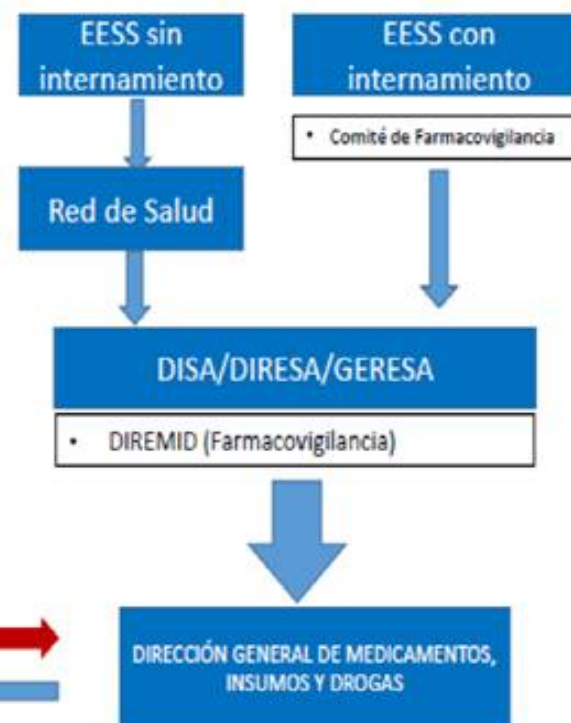 EESS sin
internamiento
EESS con
internamiento
• Comité de Farmacovigilancia
Red de Salud
DISA/DIRESA/GERESA
• DIREMID (Farmacovigilancia)
DIRECCIÓN GENERAL DE MEDICAMENTOS,
INSUMOS Y DROGAS